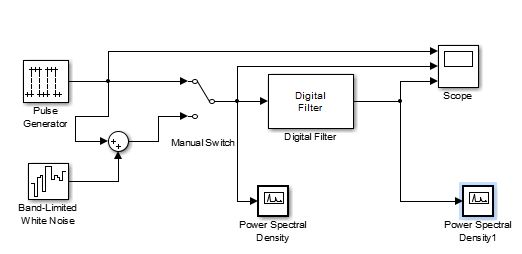 Pulse
Generator
Digital
Filter
Scope
Manual Switch
Digital Filter
Band-Limited
White Noise
Power Spectral
Density
Power Spectral
Density1